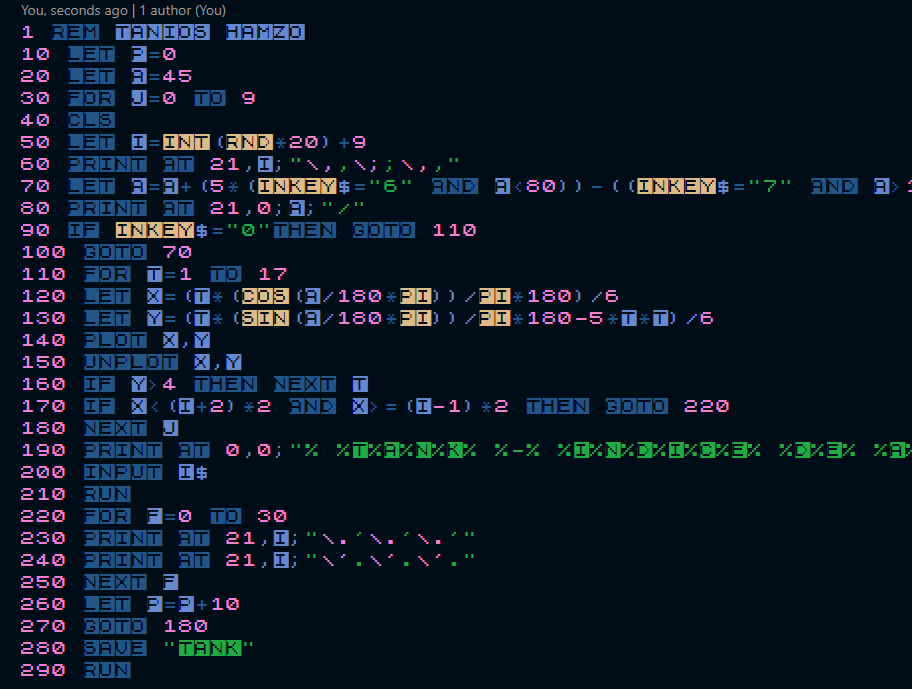 You, seconds ago | 1 author (You)
1 REM TANIOS HAMZO
10 LET P=0
20 LET A=45
30 FOR J=0 TO 9
40 CLS
50 LET I=INT(RND*20)+9
60 PRINT AT 21,I;"\,,\;;\,,"
70 LET A=A+(5*(INKEY$="6" AND A<80))-((INKEY$="7" AND A>
80 PRINT AT 21,0;A;"/"
90 IF INKEY$="0"THEN GOTO 110
100 GOTO 70
110 FOR T=1 TO 17
120 LET X=(T*(COS(A/180*PI))/PI*180)/6
130 LET Y=(T*(SIN(A/180*PI))/PI*180-5*T*T)/6
140 PLOT X,Y
150 UNPLOT X,Y
160 IF Y>4 THEN NEXT T
170 IF X<(I+2)*2 AND X>=(I-1)*2 THEN GOTO 220
180 NEXT J
190 PRINT AT 0,0;"% %T%A%N%K% %-% %I%N%D%I%C%E% %D%E% %A%
200 INPUT I$
210 RUN
220 FOR F=0 TO 30
230 PRINT AT 21,I;"\.'\.'\.'"
240 PRINT AT 21,I;"\'.\'.\'."
250 NEXT F
260 LET P=P+10
270 GOTO 180
280 SAVE "TANK"
290 RUN